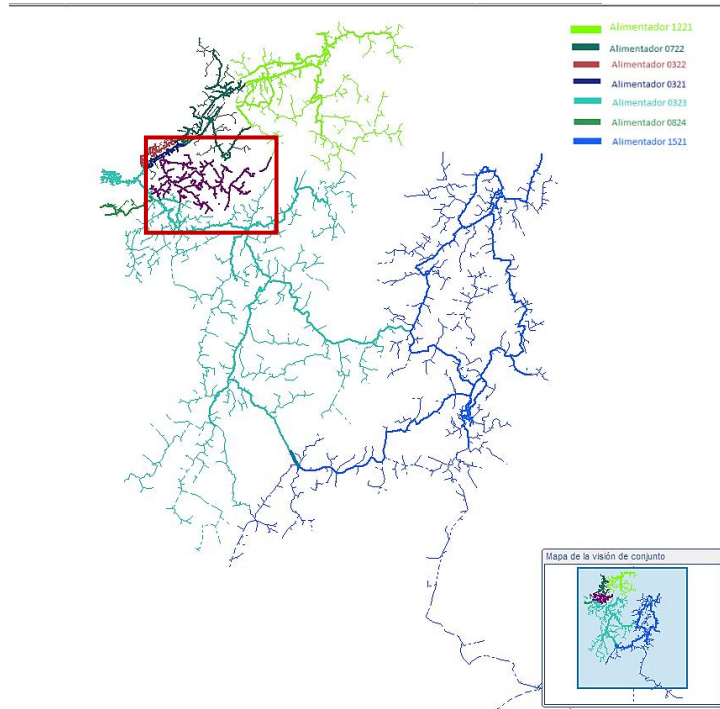 Alimentador 1221
Alimentador 0722
Alimentador 0322
Alimentador 0321
Alimentador 0323
Alimentador 0824
Alimentador 1521
Mapa de la visión de conjunto